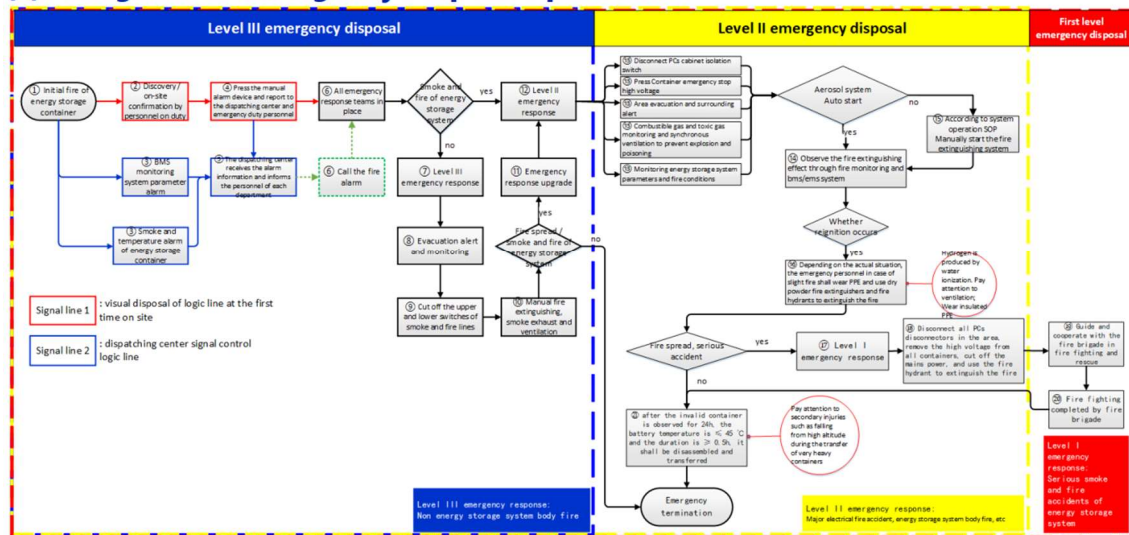 Level III emergency disposal
Level II emergency disposal
First level
emergency disposal
① Initial fire of
energy storage
container
② Discovery/
on-site
confirmation by
personnel on duty
④ Press the manual
alarm device and report to
the dispatching center and
emergency duty personnel
⑥ All emergency
response teams in
place
Smoke and
fire of energy
storage
system
yes
no
⑫ Level II
emergency
response
③ BMS
monitoring
system parameter
alarm
The dispatching center
receives the alarm
information and informs
the personnel of each
department
⑥ Call the fire
alarm
⑦ Level III
emergency response
⑪ Emergency
response upgrade
yes
③ Smoke and
temperature alarm
of energy storage
container
⑧ Evacuation alert
and monitoring
Fire spread /
smoke and fire of
energy storage
system
no
⑨ Cut off the upper
and lower switches of
smoke and fire lines
⑩ Manual fire
extinguishing,
smoke exhaust and
ventilation
Signal line 1
: visual disposal of logic line at the first
time on site
Signal line 2
: dispatching center signal control
logic line
Level III emergency response:
Non energy storage system body fire
⑬ Disconnect PCs cabinet isolation
switch
⑬ Press Container emergency stop
high voltage
⑬ Area evacuation and surrounding
alert
⑬ Combustible gas and toxic gas
monitoring and synchronous
ventilation to prevent explosion and
poisoning
⑬ Monitoring energy storage system
parameters and fire conditions
Aerosol system
Auto start
no
yes
⑮ According to system
operation SOP
Manually start the fire
extinguishing system
⑭ Observe the fire extinguishing
effect through fire monitoring and
bms/ems system
Whether
reignition occurs
yes
⑯ Depending on the actual situation,
the emergency personnel in case of
slight fire shall wear PPE and use dry
powder fire extinguishers and fire
hydrants to extinguish the fire
Hydrogen is
produced by
water
ionization. Pay
attention to
ventilation;
Wear insulated
PPE
Fire spread, serious
accident
yes
no
⑰ Level I
emergency response
⑱ Disconnect all PCs
disconnectors in the area,
remove the high voltage from
all containers, cut off the
mains power, and use the fire
hydrant to extinguish the fire
Guide and
cooperate with the
fire brigade in
fire fighting and
rescue
⑳ Fire fighting
completed by fire
brigade
after the invalid container
is observed for 24h, the
battery temperature is ≤ 45 ℃
and the duration is ≥ 0.5h, it
shall be disassembled and
transferred
Pay attention to
secondary injuries
such as falling
from high altitude
during the transfer
of very heavy
containers
Emergency
termination
Level II emergency response:
Major electrical fire accident, energy storage system body fire, etc
Level I
emergency
response:
Serious smoke
and fire
accidents of
energy storage
system